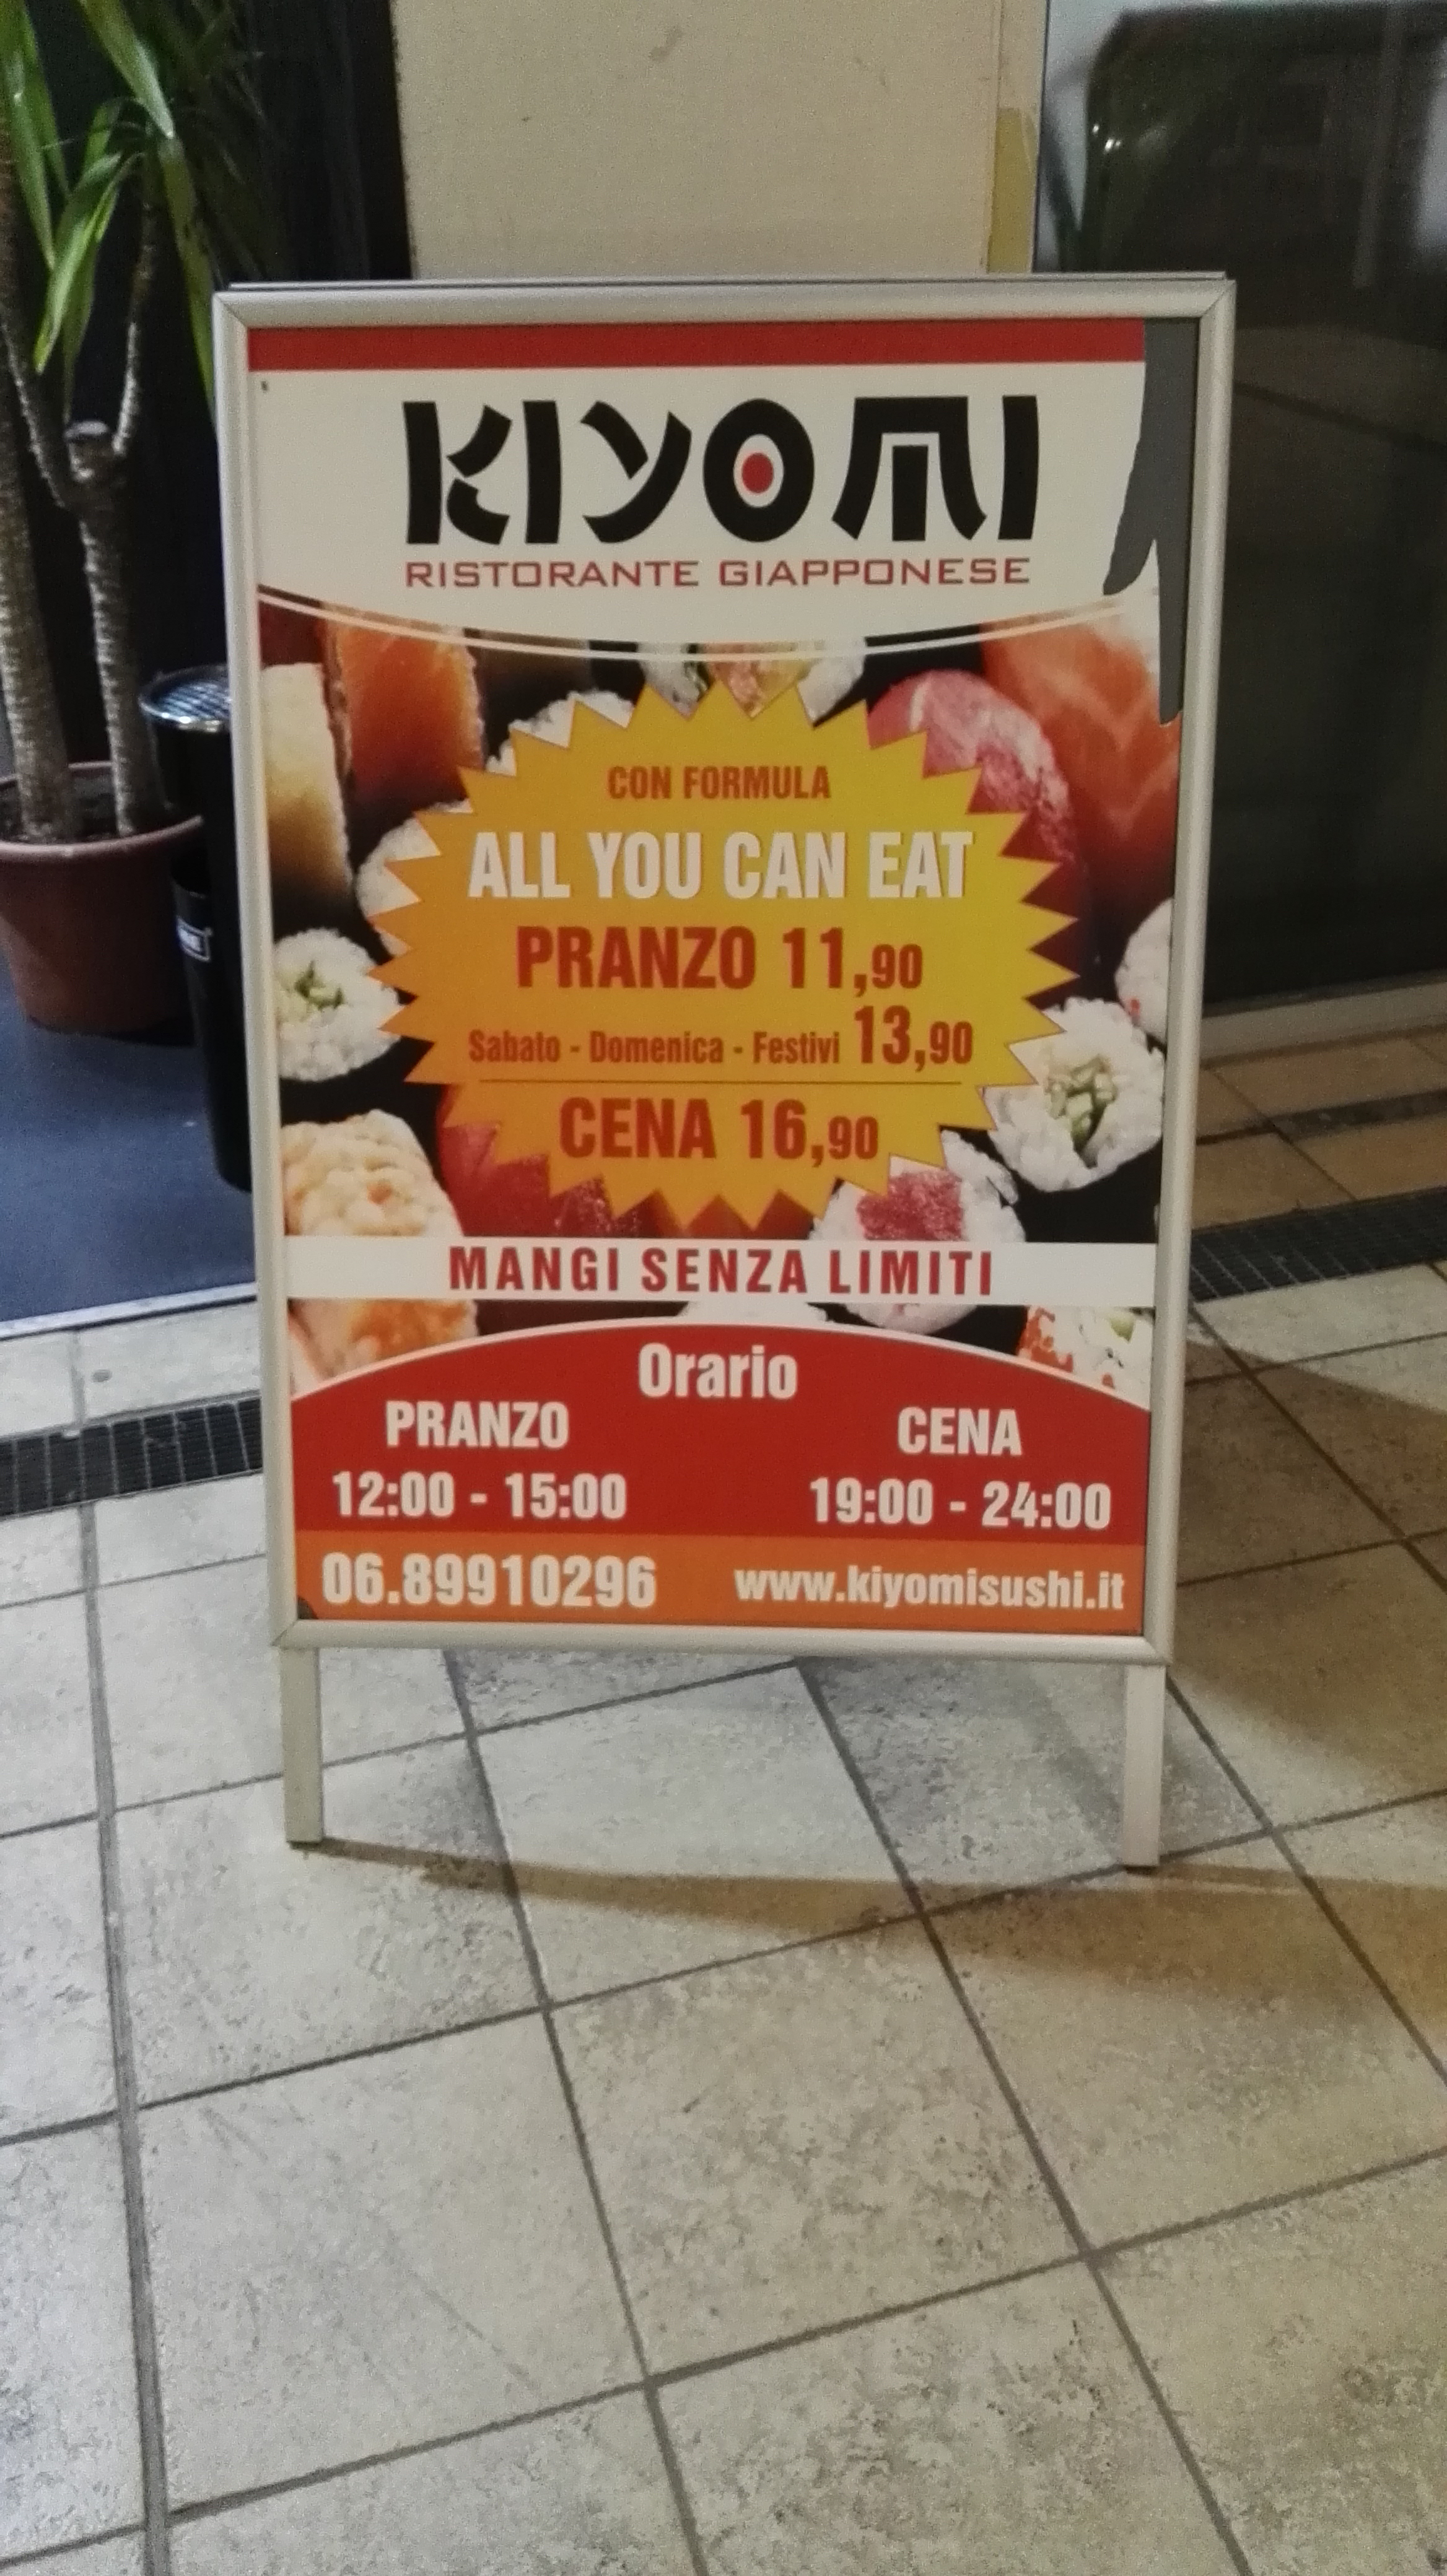 KIYOMI
RISTORANTE GIAPPONESE
CON FORMULA
ALL YOU CAN EAT
PRANZO 11,90
Sabato - Domenica - Festivi 13,90
CENA 16,90
MANGI SENZA LIMITI
Orario
PRANZO CENA
12:00 - 15:00 19:00 - 24:00
06.89910296 www.kiyomisushi.it